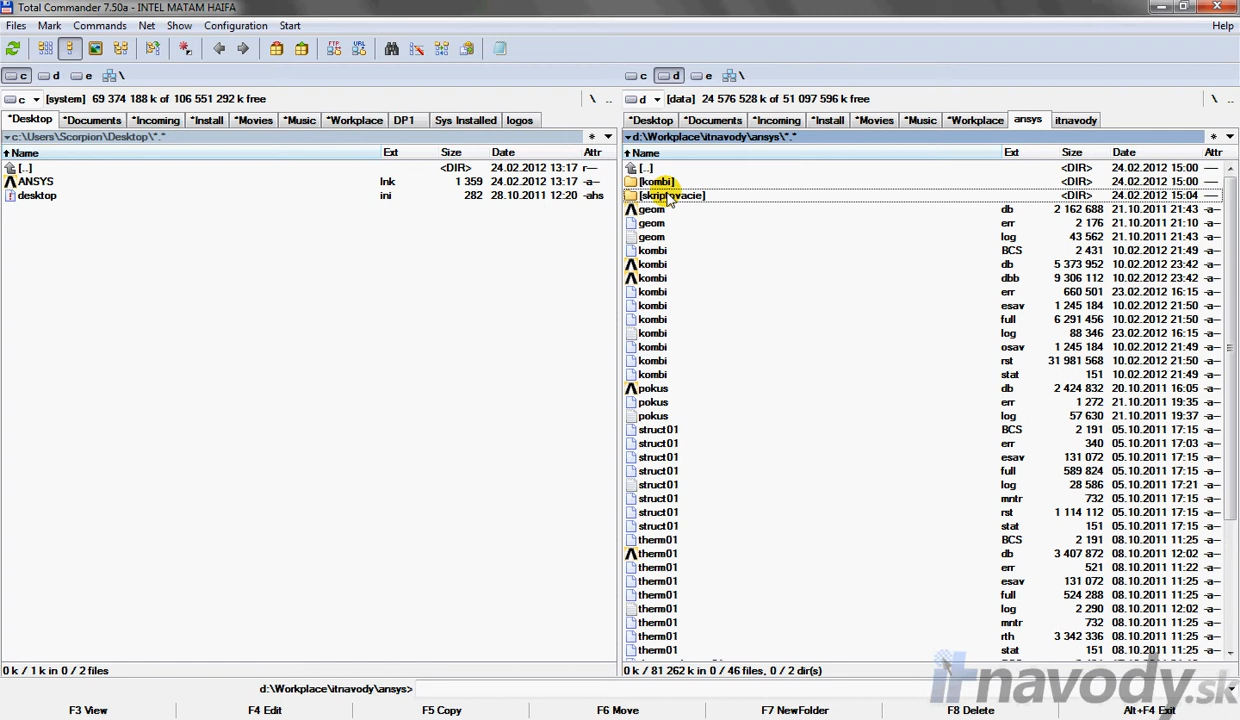 Total Commander 7.50a - INTEL MATAM HAIFA
Files Mark Commands Net Show Configuration Start Help
c d e \ c d e \
c [system] 69 374 188 k of 106 551 292 k free \ .. d [data] 24 576 528 k of 51 097 596 k free \ ..
*Desktop *Documents *Incoming *Install *Movies *Music *Workplace DP1 Sys Installed logos *Desktop *Documents *Incoming *Install *Movies *Music *Workplace ansys itnavody
c:\Users\Scorpion\Desktop\*.* * d:\Workplace\itnavody\ansys\*.* *
Name Ext Size Date Attr Name Ext Size Date Attr
[..] <DIR> 24.02.2012 13:17 r— [..] <DIR> 24.02.2012 15:00
ANSYS lnk 1 359 24.02.2012 13:17 -a— [kombi] <DIR> 24.02.2012 15:00 —
desktop ini 282 28.10.2011 12:20 -ahs [skriptovacie] <DIR> 24.02.2012 15:04 —
geom db 2 162 688 21.10.2011 21:43 -a—
geom err 2 176 21.10.2011 21:10 -a—
geom log 43 562 21.10.2011 21:43 -a—
kombi BCS 2 431 10.02.2012 21:49 -a—
kombi db 5 373 952 10.02.2012 23:42 -a—
kombi dbb 9 306 112 10.02.2012 23:42 -a—
kombi err 660 501 23.02.2012 16:15 -a—
kombi esav 1 245 184 10.02.2012 21:50 -a—
kombi full 6 291 456 10.02.2012 21:50 -a—
kombi log 88 346 23.02.2012 16:15 -a—
kombi osav 1 245 184 10.02.2012 21:49 -a—
kombi rst 31 981 568 10.02.2012 21:50 -a—
kombi stat 151 10.02.2012 21:49 -a—
pokus db 2 424 832 20.10.2011 16:05 -a—
pokus err 1 272 21.10.2011 19:35 -a—
pokus log 57 630 21.10.2011 19:37 -a—
struct01 BCS 2 191 05.10.2011 17:15 -a—
struct01 err 340 05.10.2011 17:03 -a—
struct01 esav 131 072 05.10.2011 17:15 -a—
struct01 full 589 824 05.10.2011 17:15 -a—
struct01 log 28 586 05.10.2011 17:21 -a—
struct01 mntr 732 05.10.2011 17:15 -a—
struct01 rst 1 114 112 05.10.2011 17:15 -a—
struct01 stat 151 05.10.2011 17:15 -a—
therm01 BCS 2 191 08.10.2011 11:25 -a—
therm01 db 3 407 872 08.10.2011 12:02 -a—
therm01 err 521 08.10.2011 11:22 -a—
therm01 esav 131 072 08.10.2011 11:25 -a—
therm01 full 524 288 08.10.2011 11:25 -a—
therm01 log 2 290 08.10.2011 12:02 -a—
therm01 mntr 732 08.10.2011 11:25 -a—
therm01 rth 3 342 336 08.10.2011 11:25 -a—
therm01 stat 151 08.10.2011 11:25 -a—
0 k / 1 k in 0 / 2 files 0 k / 81 262 k in 0 / 46 files, 0 / 2 dir(s)
d:\Workplace\itnavody\ansys>
F3 View F4 Edit F5 Copy F6 Move F7 NewFolder F8 Delete Alt+F4 Exit
itnavody.sk